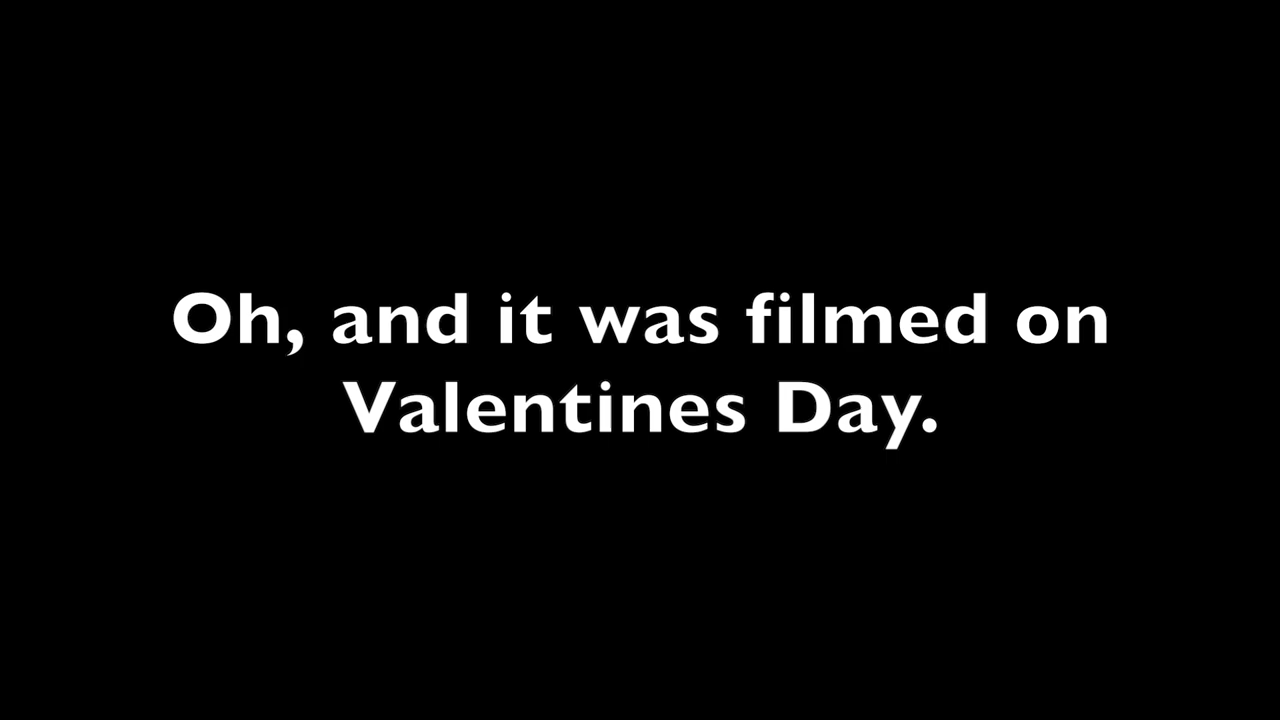 Oh, and it was filmed on
Valentines Day.